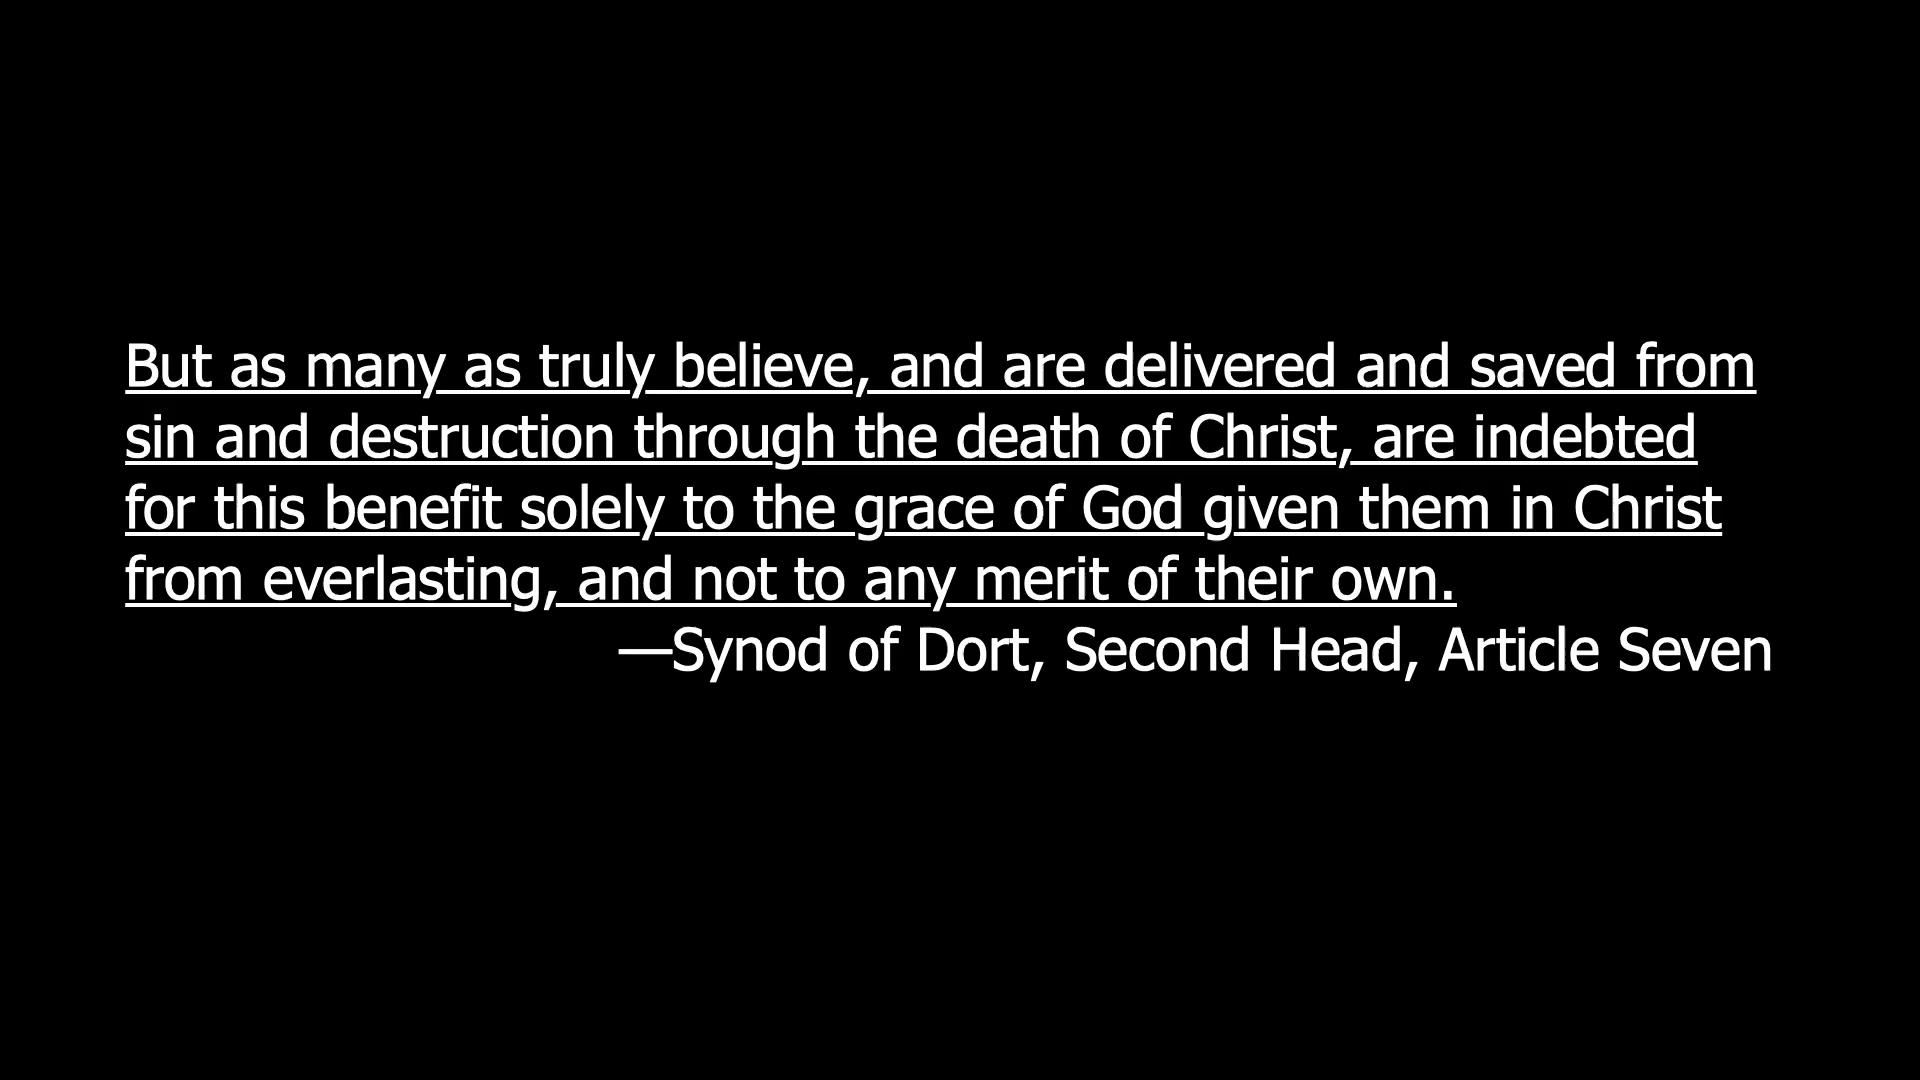 But as many as truly believe, and are delivered and saved from
sin and destruction through the death of Christ, are indebted
for this benefit solely to the grace of God given them in Christ
from everlasting, and not to any merit of their own.
—Synod of Dort, Second Head, Article Seven